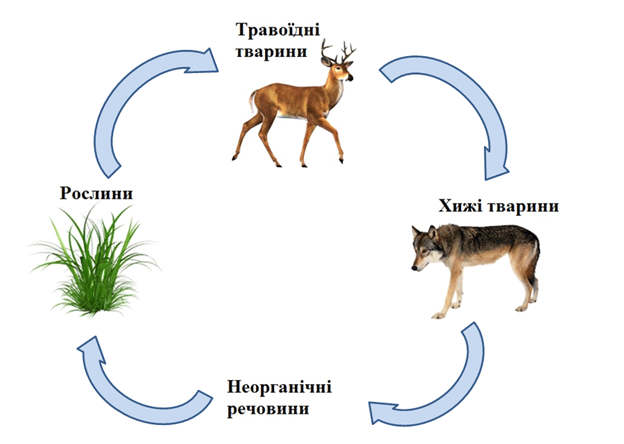 Травоїдні
тварини
Рослини
Хижі тварини
Неорганічні
речовини